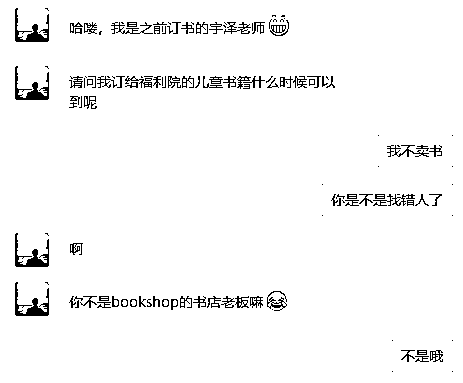 哈喽，我是之前订书的宇泽老师😁
请问我订给福利院的儿童书籍什么时候可以
到呢
我不卖书
你是不是找错人了
啊
你不是bookshop的书店老板嘛😂
不是哦